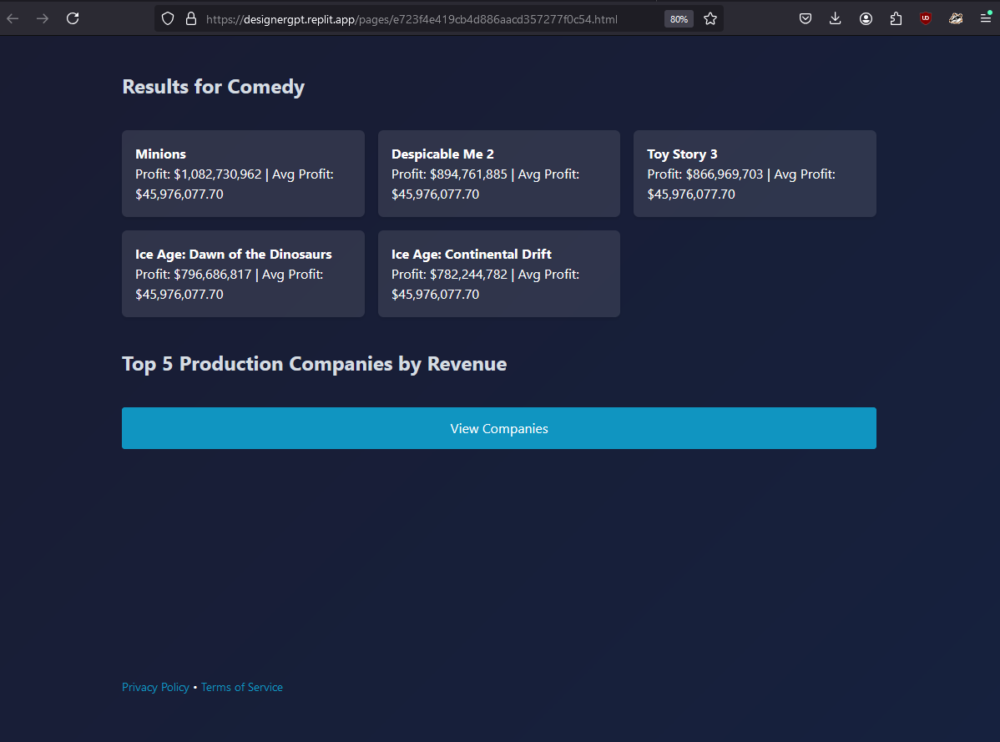 https://designergpt.replit.app/pages/e723f4e419cb4d886aacd357277f0c54.html
80%
Results for Comedy
Minions
Profit: $1,082,730,962 | Avg Profit:
$45,976,077.70
Despicable Me 2
Profit: $894,761,885 | Avg Profit:
$45,976,077.70
Toy Story 3
Profit: $866,969,703 | Avg Profit:
$45,976,077.70
Ice Age: Dawn of the Dinosaurs
Profit: $796,686,817 | Avg Profit:
$45,976,077.70
Ice Age: Continental Drift
Profit: $782,244,782 | Avg Profit:
$45,976,077.70
Top 5 Production Companies by Revenue
View Companies
Privacy Policy • Terms of Service